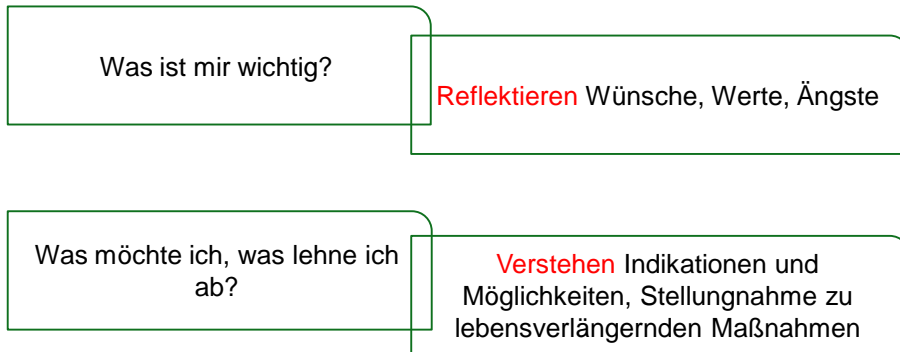 Was ist mir wichtig?
Reflektieren Wünsche, Werte, Ängste
Was möchte ich, was lehne ich
ab?
Verstehen Indikationen und
Möglichkeiten, Stellungnahme zu
lebensverlängernden Maßnahmen